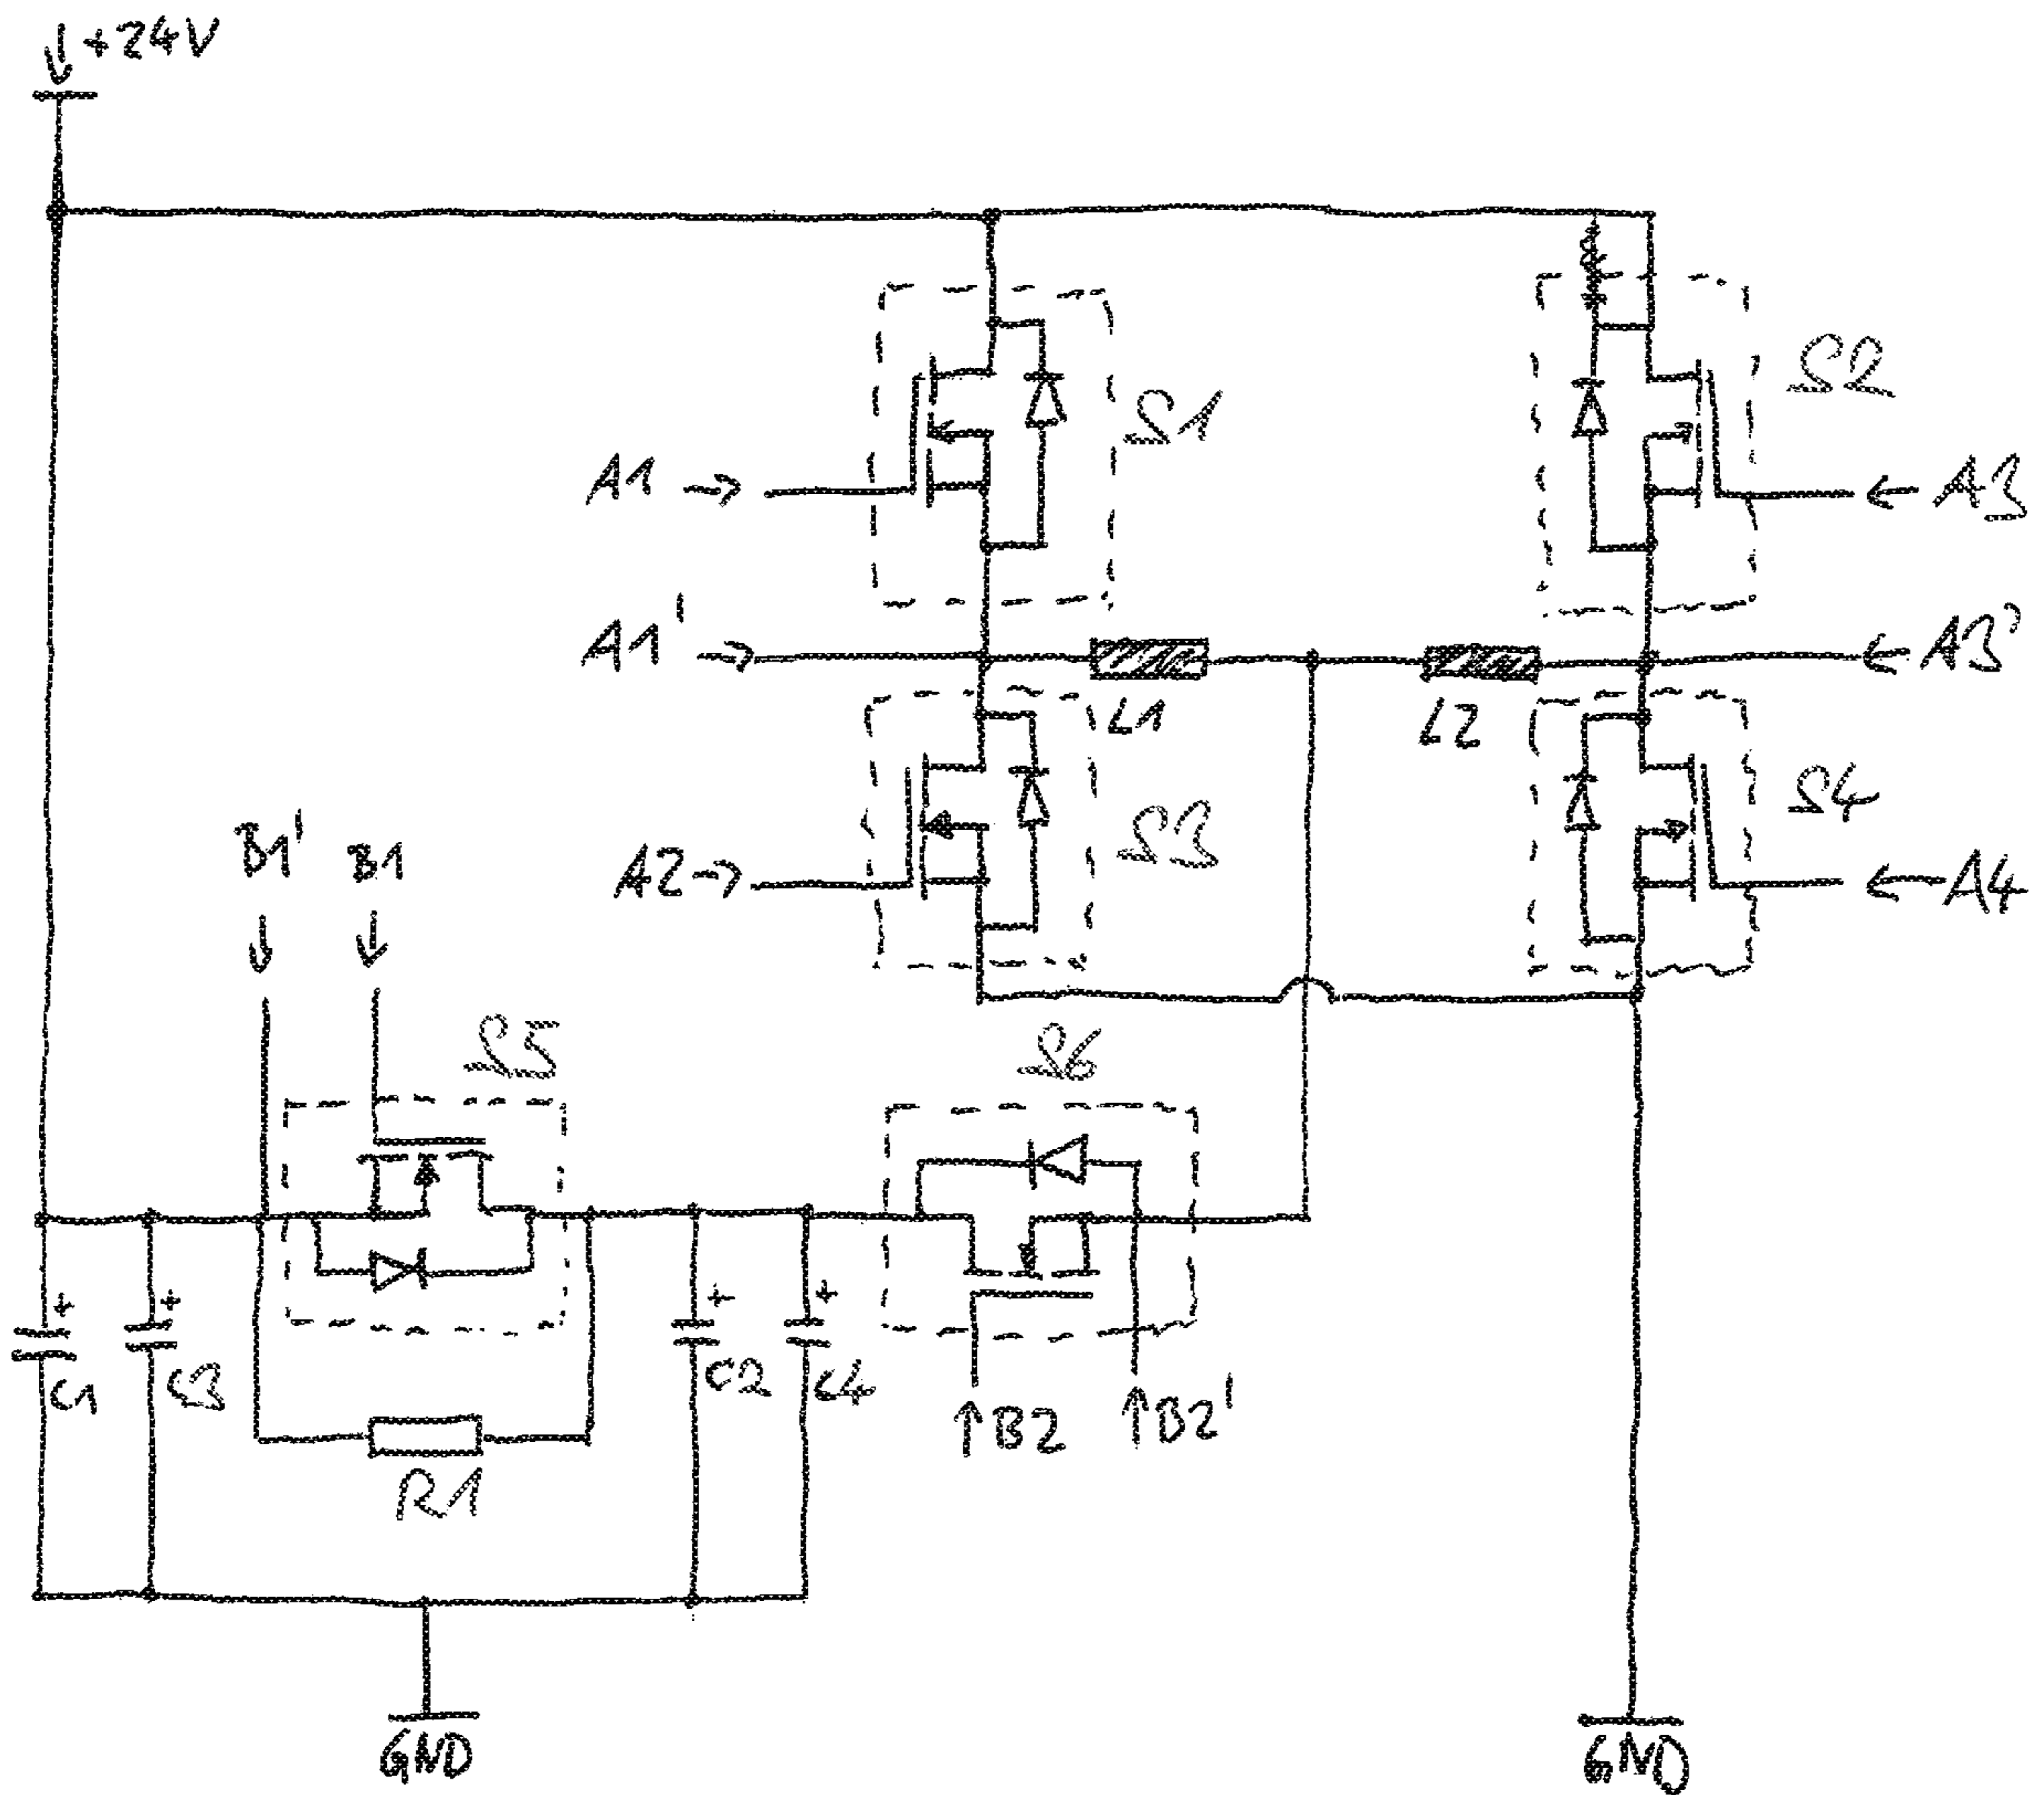 +24V
S1
S2
A1
A3
A1'
A3'
L1
L2
B1'
B1
A2
S3
S4
A4
S5
S6
+
+
+
+
C1
C3
C2
C4
B2
B2'
R1
GND
GND